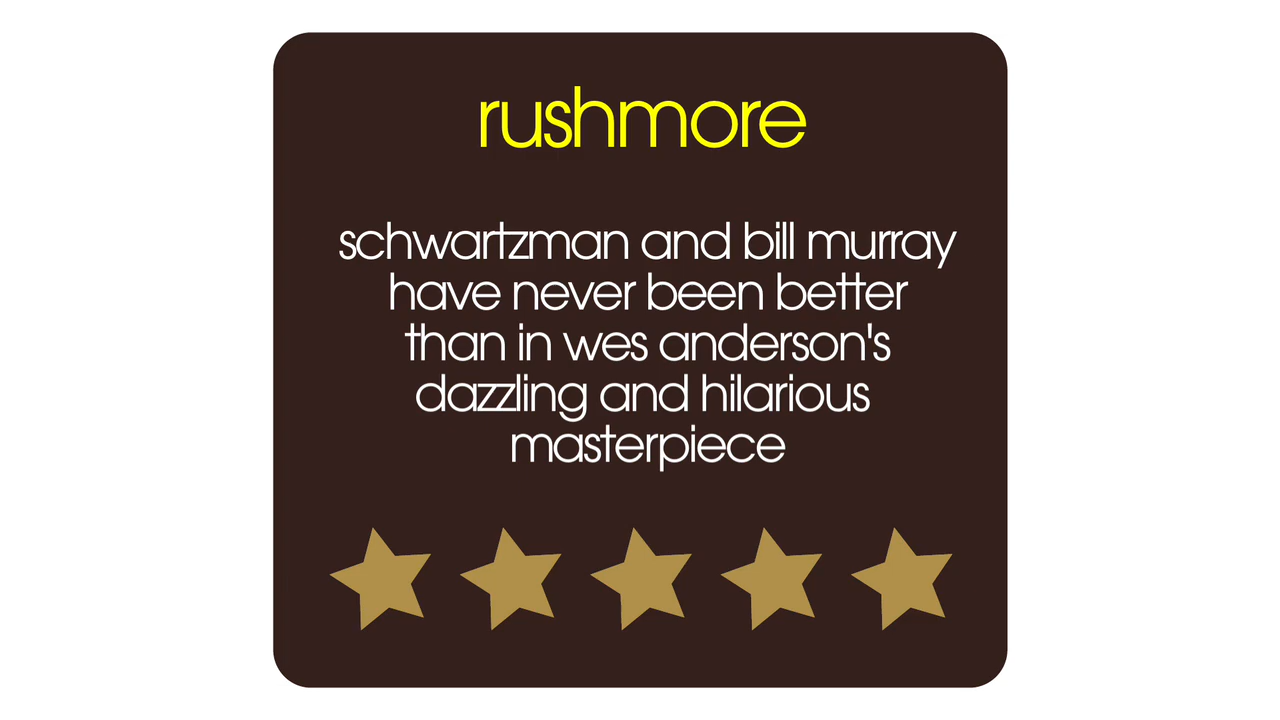 rushmore
schwartzman and bill murray
have never been better
than in wes anderson's
dazzling and hilarious
masterpiece